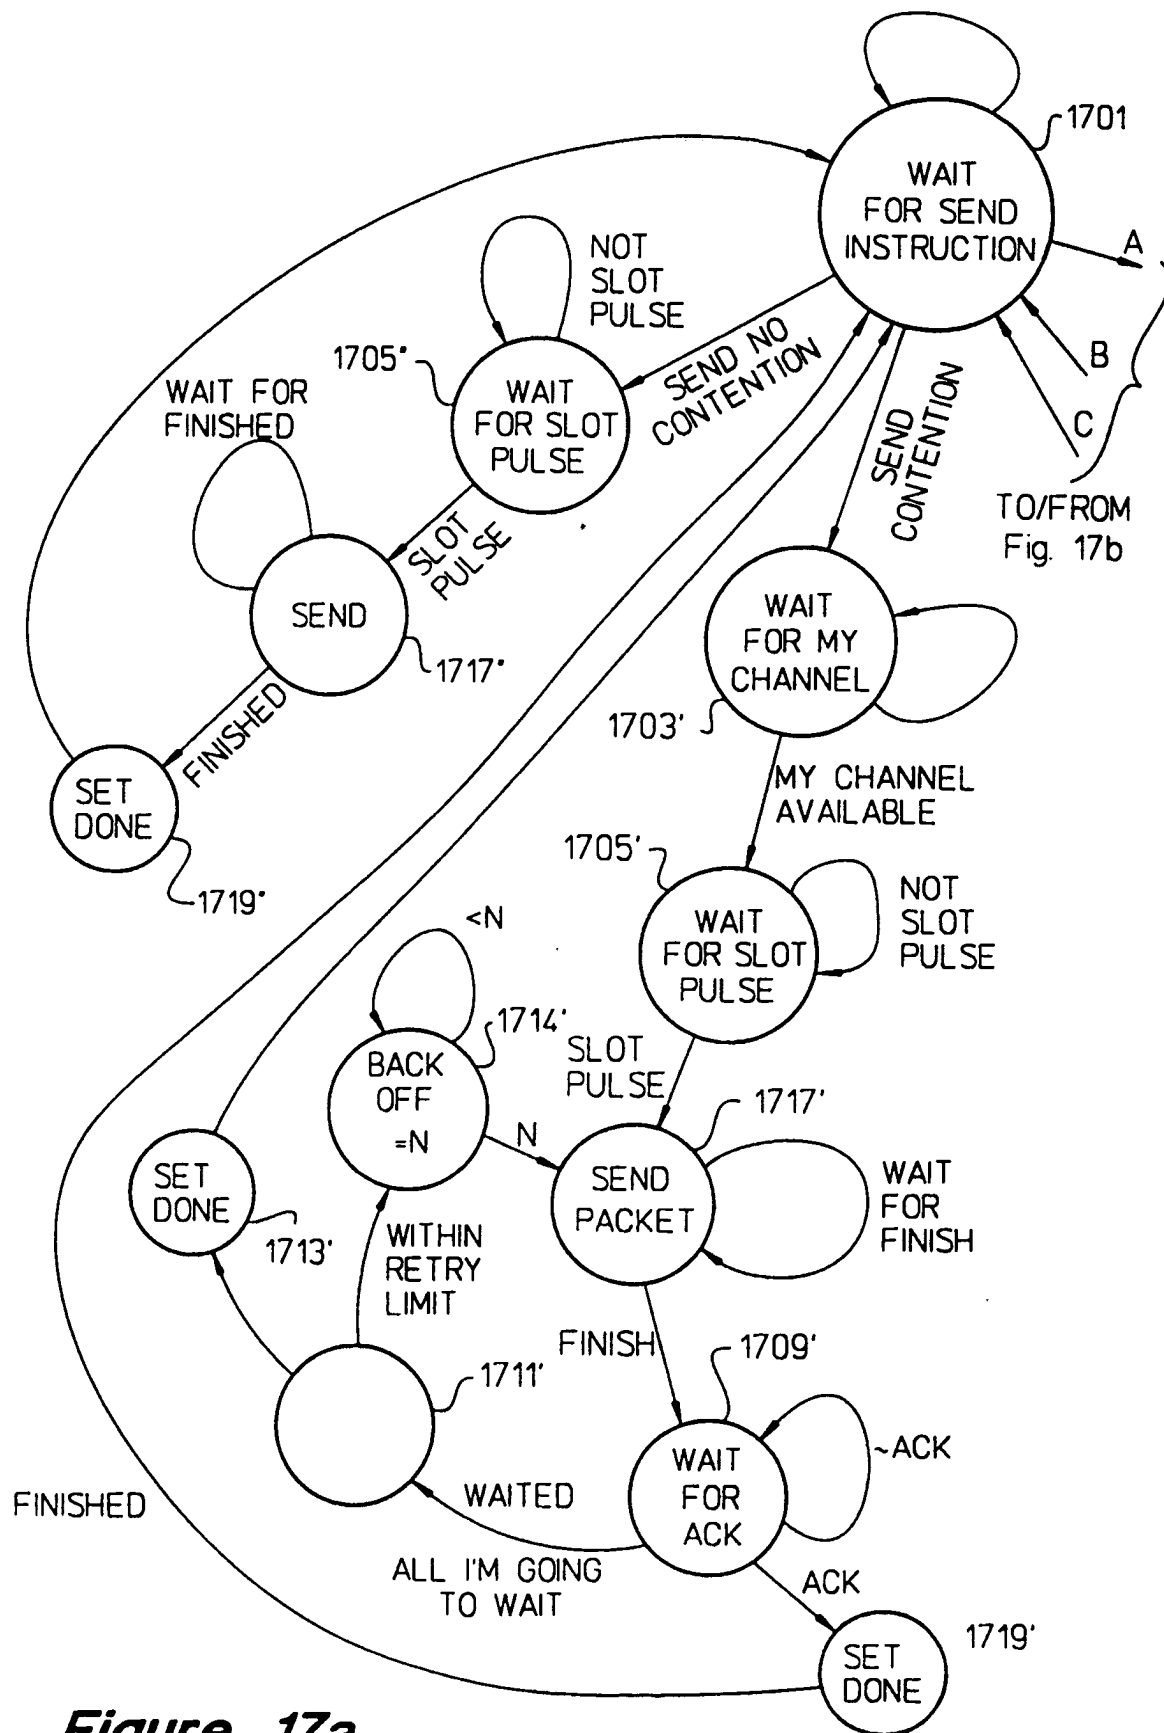 1701
WAIT
FOR SEND
INSTRUCTION
A
B
C
TO/FROM
Fig. 17b
NOT
SLOT
PULSE
SEND NO
CONTENTION
SEND
CONTENTION
1705"
WAIT
FOR SLOT
PULSE
WAIT FOR
FINISHED
SLOT
PULSE
SEND
1717"
FINISHED
SET
DONE
1719"
WAIT
FOR MY
CHANNEL
1703'
MY CHANNEL
AVAILABLE
1705'
WAIT
FOR SLOT
PULSE
NOT
SLOT
PULSE
<N
1714'
BACK
OFF
=N
N
SLOT
PULSE
1717'
SEND
PACKET
WAIT
FOR
FINISH
SET
DONE
1713'
WITHIN
RETRY
LIMIT
FINISH
1709'
1711'
WAIT
FOR
ACK
~ACK
WAITED
ALL I'M GOING
TO WAIT
FINISHED
ACK
1719'
SET
DONE
Figure 17a